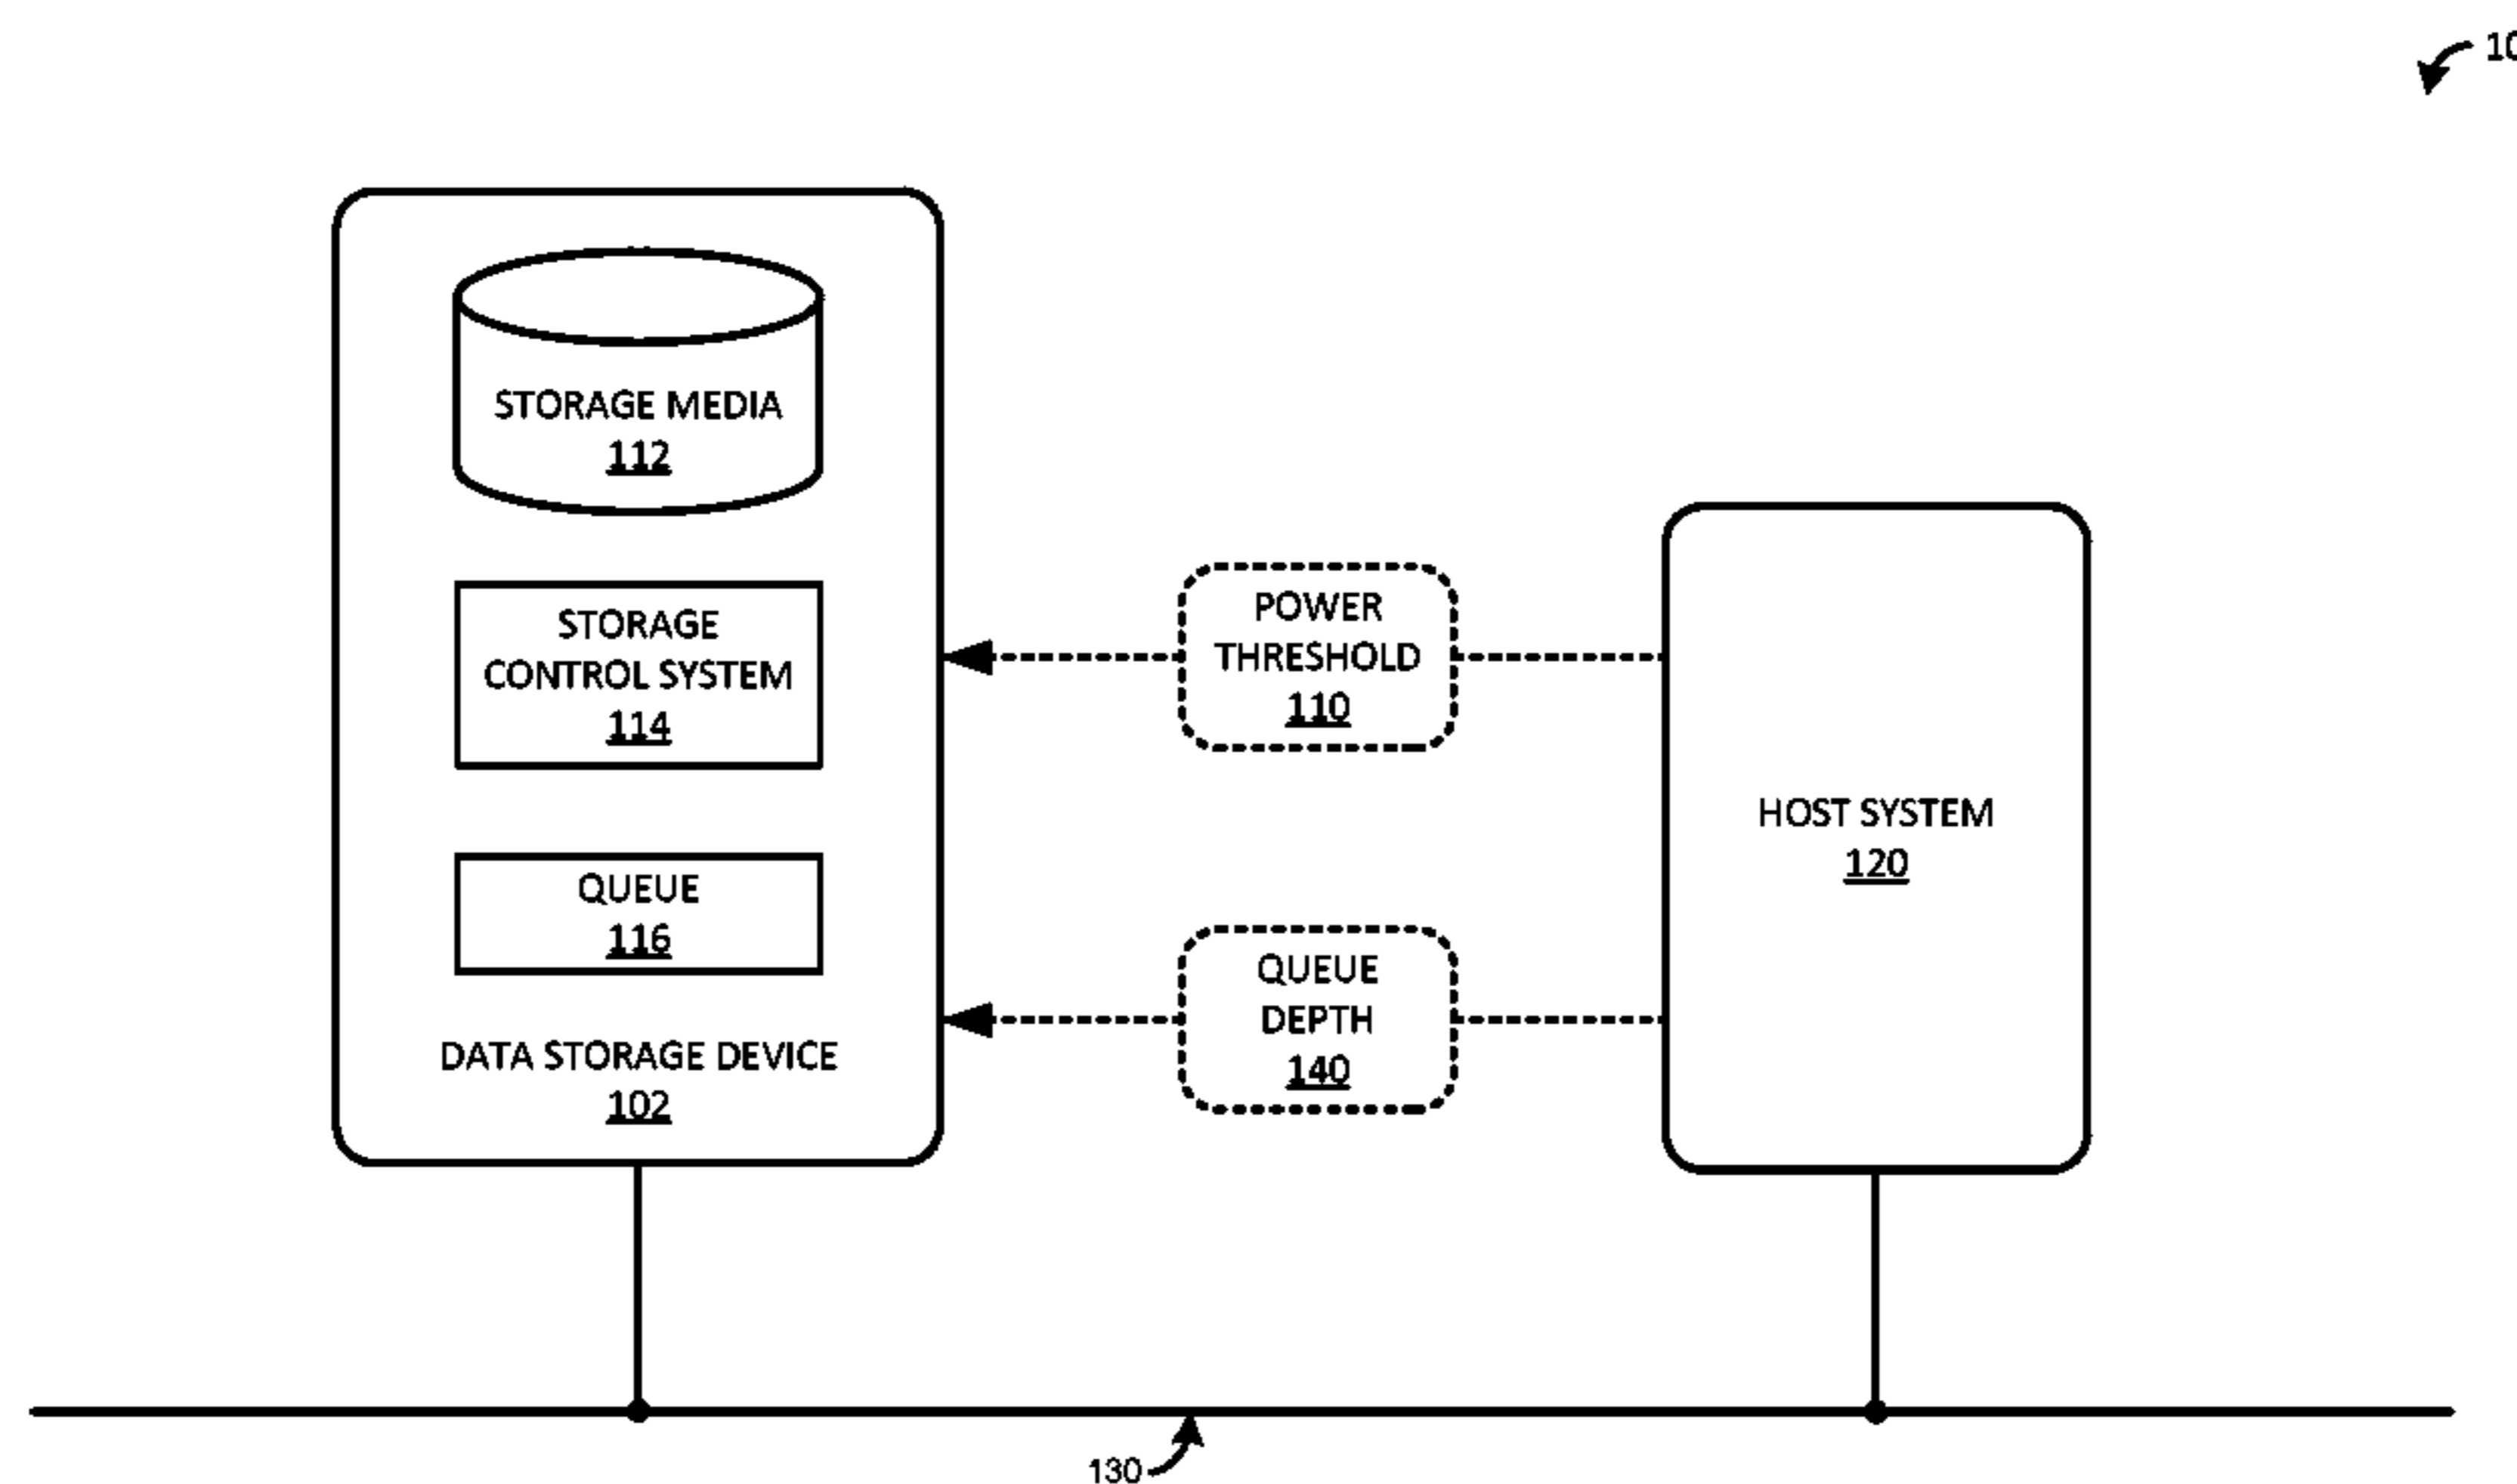 STORAGE MEDIA
112
STORAGE
CONTROL SYSTEM
114
QUEUE
116
DATA STORAGE DEVICE
102
POWER
THRESHOLD
110
QUEUE
DEPTH
140
HOST SYSTEM
120
130